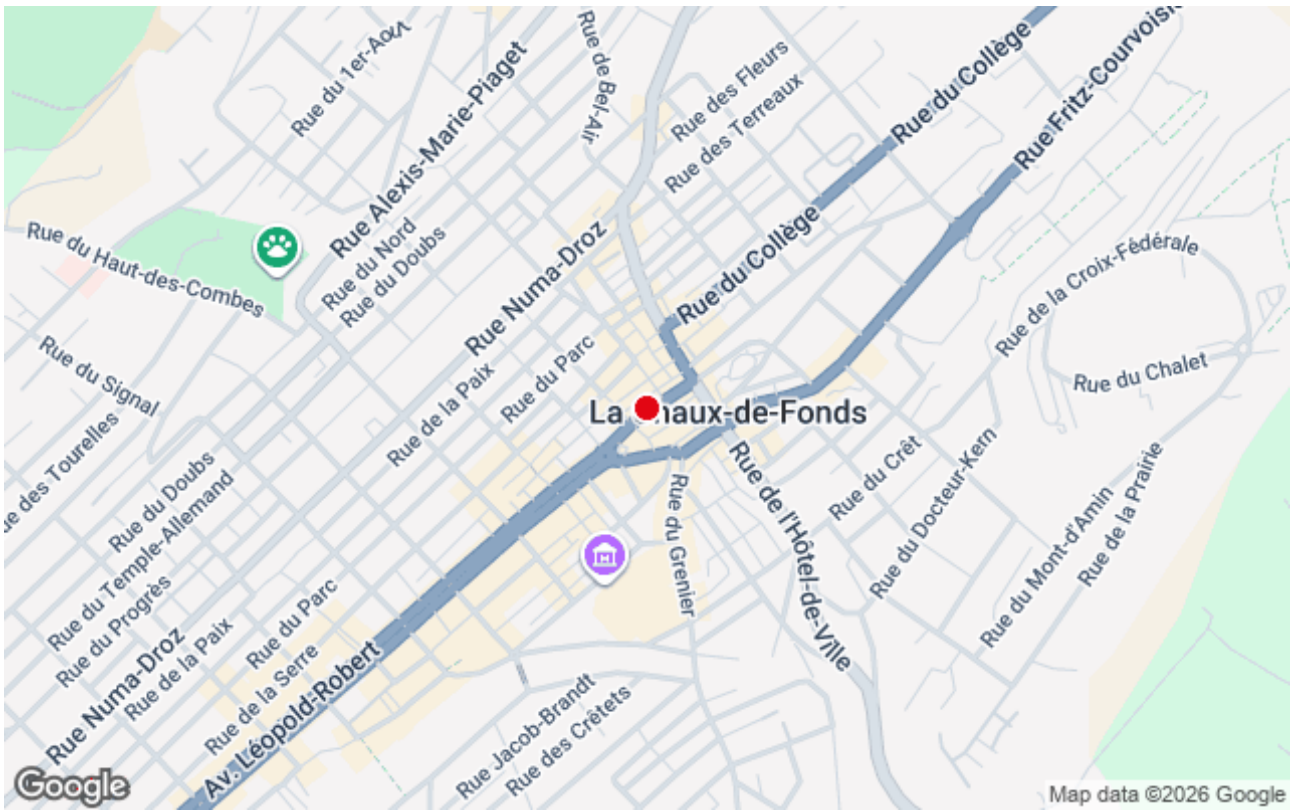 Rue du 1er-Aoû
Rue Alexis-Marie-Piaget
Rue de Bel-Air
Rue des Fleurs
Rue des Terreaux
Rue du Collège
Rue Fritz-Courvoisie
Rue du Haut-des-Combes
Rue du Nord
Rue du Doubs
Rue Numa-Droz
Rue du Collège
Rue de la Croix-Fédérale
Rue du Signal
Rue de la Paix
Rue du Parc
Rue du Chalet
La Chaux-de-Fonds
ue des Tourelles
Rue du Doubs
Rue du Temple-Allemand
Rue du Progrès
Rue Numa-Droz
Rue de la Paix
Rue du Parc
Rue de la Serre
Av. Léopold-Robert
Rue du Grenier
Rue de l'Hôtel-de-Ville
Rue du Crêt
Rue du Docteur-Kern
Rue du Mont-d'Amin
Rue de la Prairie
Rue Jacob-Brandt
Rue des Crêtets
Google
Map data ©2026 Google